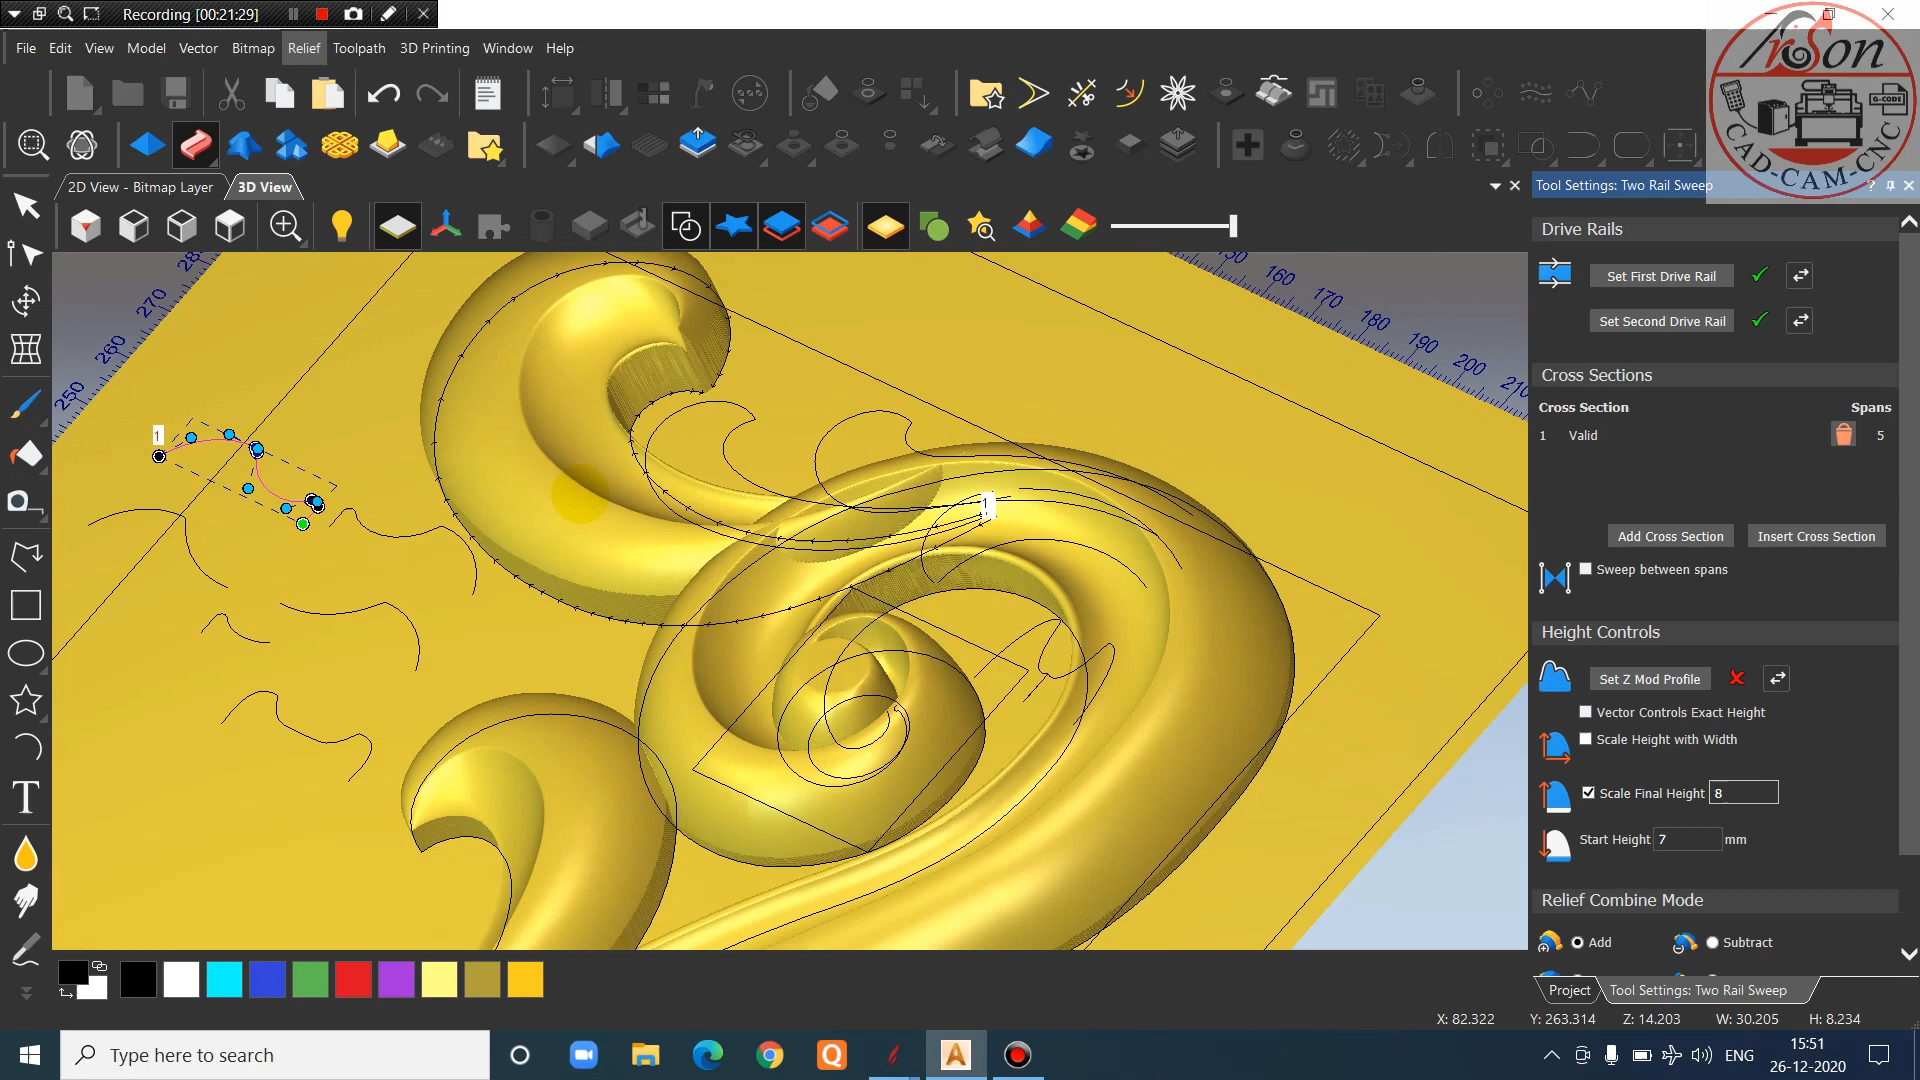 Recording [00:21:29]
File Edit View Model Vector Bitmap Relief Toolpath 3D Printing Window Help
ArSon
G-CODE
CAD-CAM-CNC
2D View - Bitmap Layer
3D View
Tool Settings: Two Rail Sweep
Drive Rails
Set First Drive Rail
Set Second Drive Rail
Cross Sections
Cross Section Spans
1 Valid 5
Add Cross Section Insert Cross Section
Sweep between spans
Height Controls
Set Z Mod Profile
Vector Controls Exact Height
Scale Height with Width
Scale Final Height 8
Start Height 7 mm
Relief Combine Mode
Add Subtract
Project Tool Settings: Two Rail Sweep
270
260
250
160
170
180
190
200
1
1
X: 82.322 Y: 263.314 Z: 14.203 W: 30.205 H: 8.234
Type here to search
ENG
15:51
26-12-2020